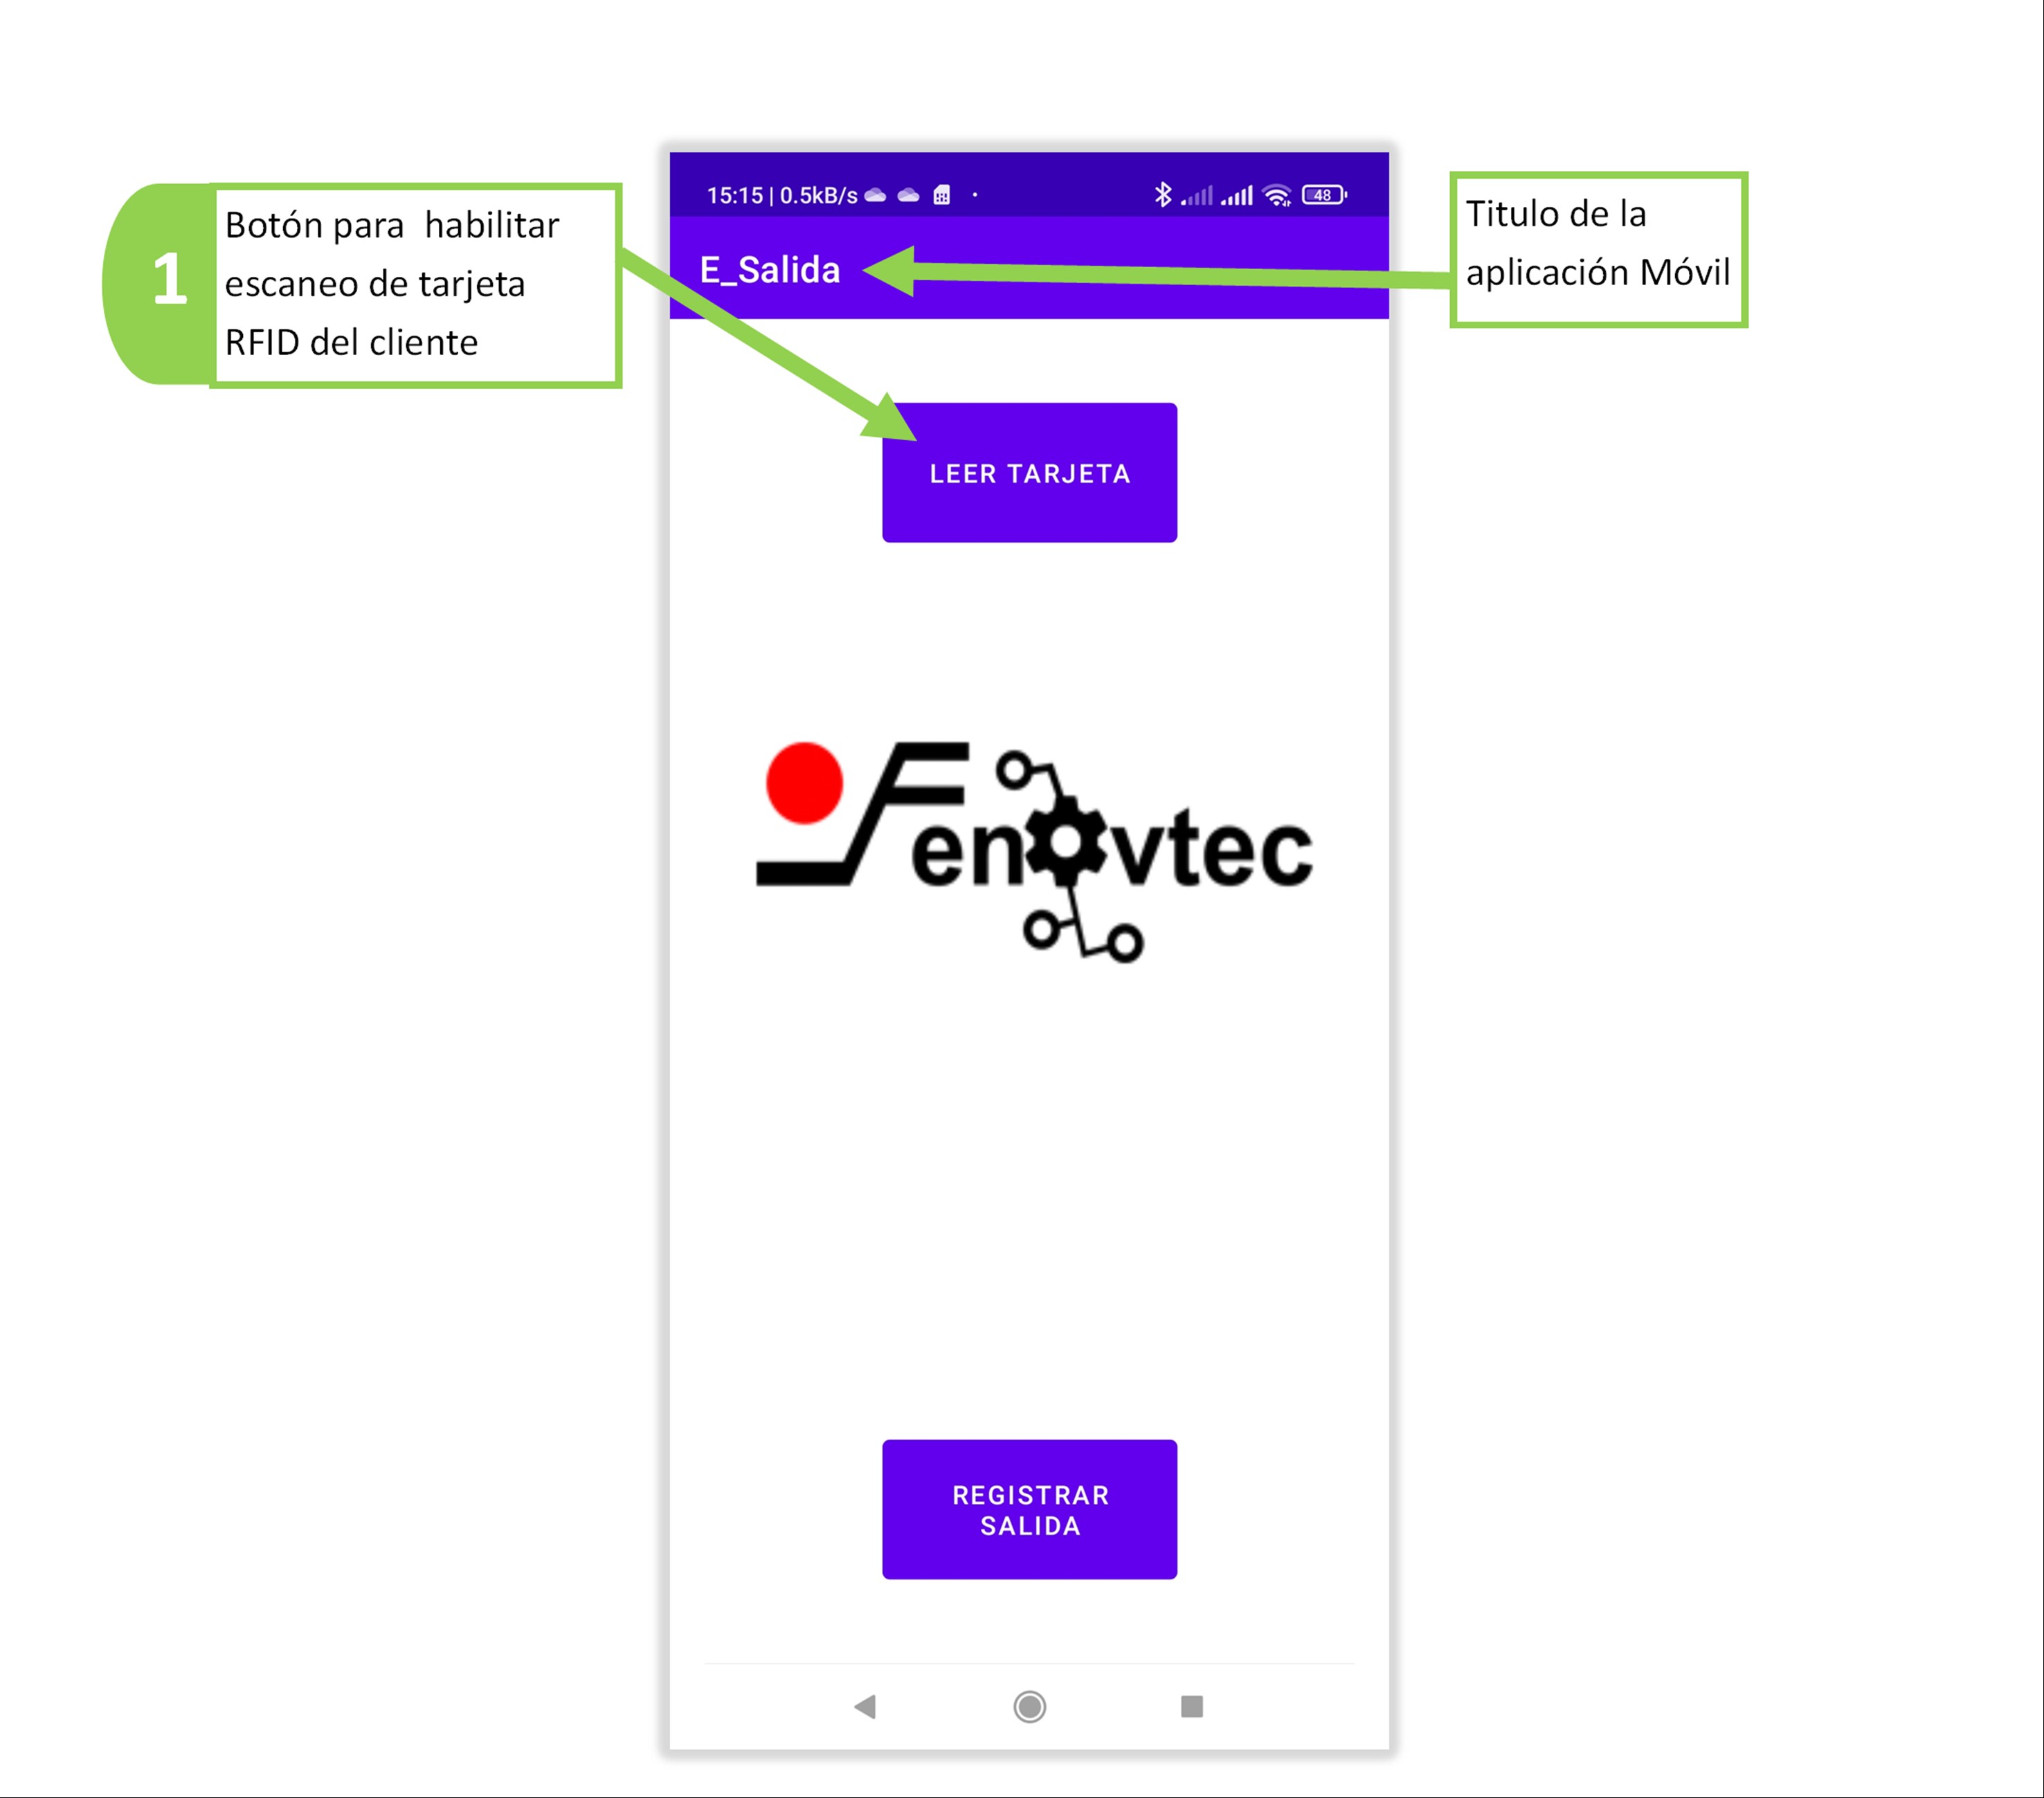 1
Botón para  habilitar
escaneo de tarjeta
RFID del cliente
Titulo de la
aplicación Móvil
15:15 | 0.5kB/s
48
E_Salida
LEER TARJETA
Fenovtec
REGISTRAR
SALIDA